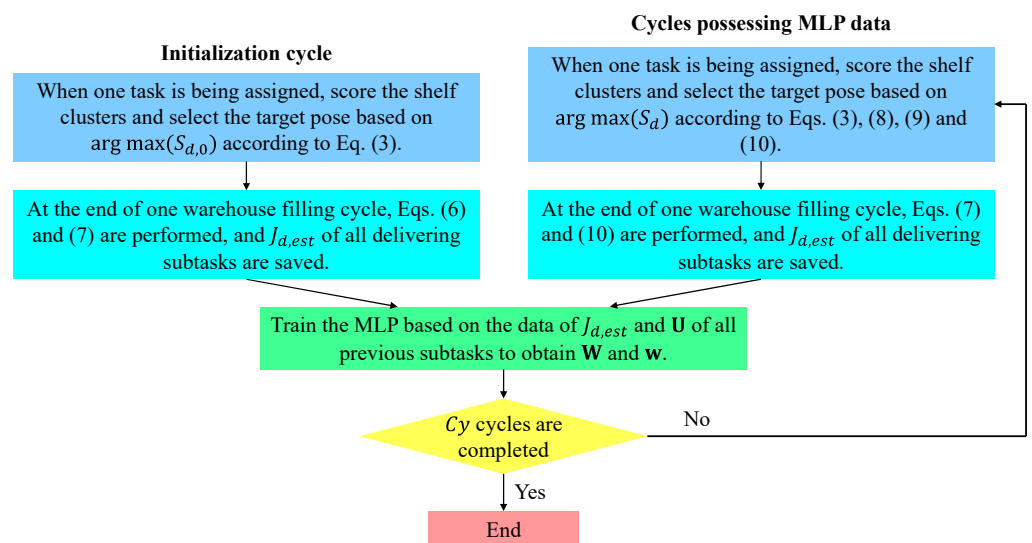 Initialization cycle
When one task is being assigned, score the shelf
clusters and select the target pose based on
arg max(S_{d,0}) according to Eq. (3).
At the end of one warehouse filling cycle, Eqs. (6)
and (7) are performed, and J_{d,est} of all delivering
subtasks are saved.
Cycles possessing MLP data
When one task is being assigned, score the shelf
clusters and select the target pose based on
arg max(S_d) according to Eqs. (3), (8), (9) and
(10).
At the end of one warehouse filling cycle, Eqs. (7)
and (10) are performed, and J_{d,est} of all delivering
subtasks are saved.
Train the MLP based on the data of J_{d,est} and U of all
previous subtasks to obtain W and w.
Cy cycles are
completed
No
Yes
End